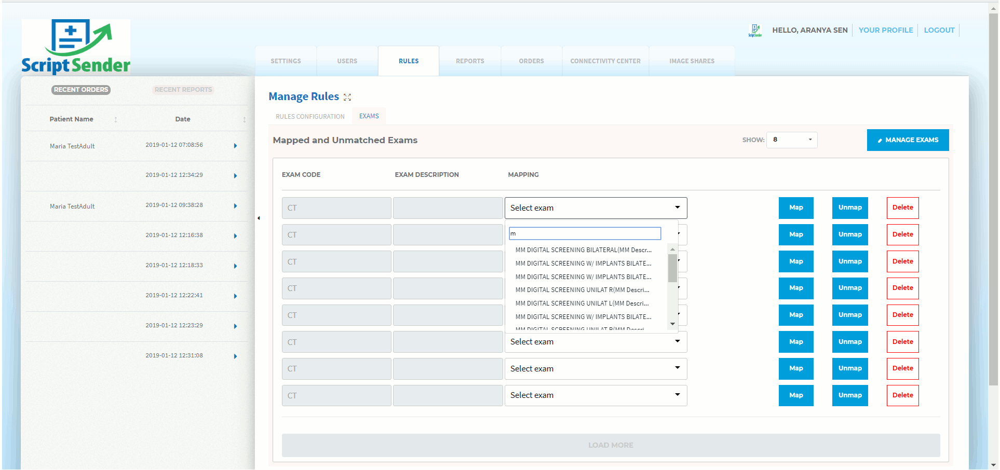 ScriptSender
ScriptSender
HELLO, ARANYA SEN
YOUR PROFILE
LOGOUT
SETTINGS
USERS
RULES
REPORTS
ORDERS
CONNECTIVITY CENTER
IMAGE SHARES
RECENT ORDERS
RECENT REPORTS
Patient Name
Date
Maria TestAdult
2019-01-12 07:08:56
2019-01-12 12:34:29
Maria TestAdult
2019-01-12 09:38:28
2019-01-12 12:16:38
2019-01-12 12:18:33
2019-01-12 12:22:41
2019-01-12 12:23:29
2019-01-12 12:31:08
Manage Rules
RULES CONFIGURATION
EXAMS
Mapped and Unmatched Exams
SHOW:
8
MANAGE EXAMS
EXAM CODE
EXAM DESCRIPTION
MAPPING
CT
Select exam
Map
Unmap
Delete
CT
m
Map
Unmap
Delete
MM DIGITAL SCREENING BILATERAL(MM Descr...
CT
MM DIGITAL SCREENING W/ IMPLANTS BILATE...
Map
Unmap
Delete
MM DIGITAL SCREENING W/ IMPLANTS BILATE...
CT
MM DIGITAL SCREENING UNILAT R(MM Descri...
Map
Unmap
Delete
MM DIGITAL SCREENING UNILAT L(MM Descri...
CT
MM DIGITAL SCREENING W/ IMPLANTS BILATE...
Map
Unmap
Delete
MM DIGITAL SCREENING UNILAT R(MM Descri...
CT
Select exam
Map
Unmap
Delete
CT
Select exam
Map
Unmap
Delete
CT
Select exam
Map
Unmap
Delete
LOAD MORE